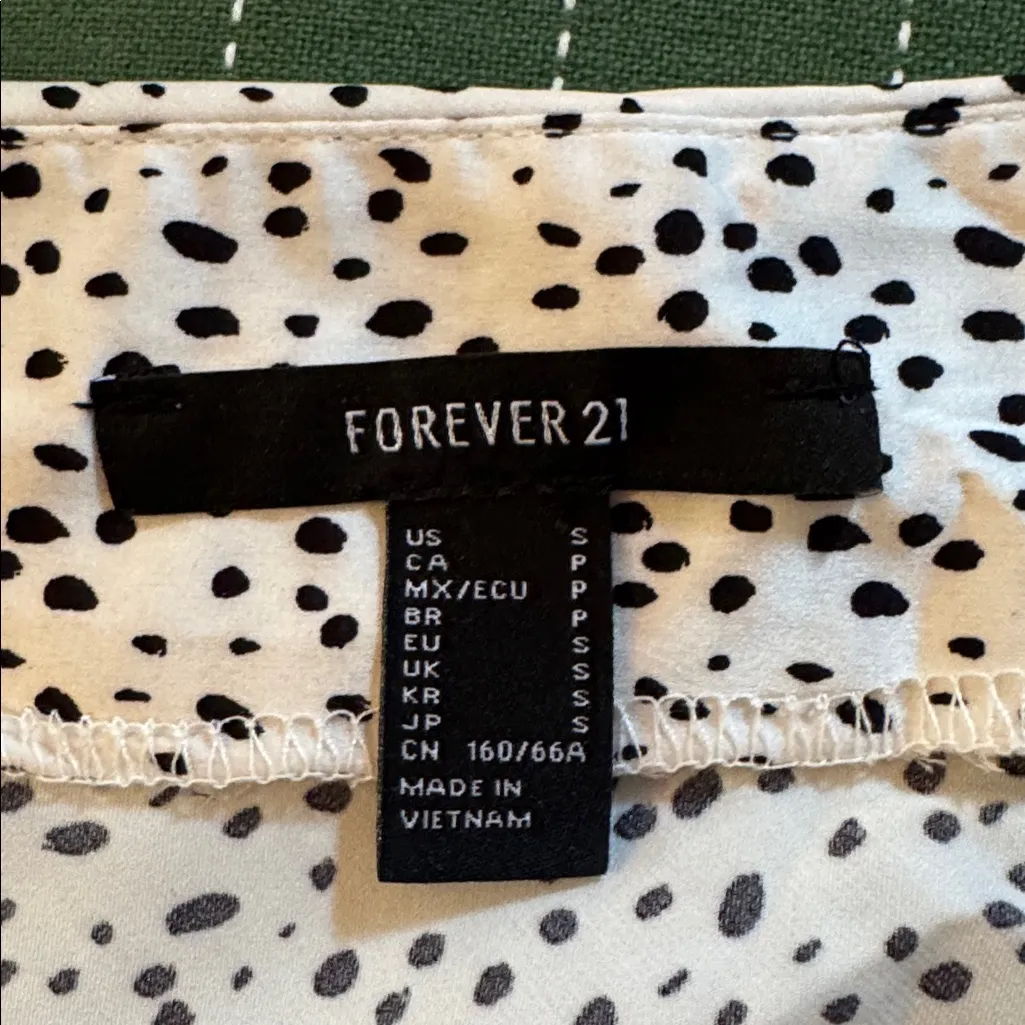 FOREVER 21
US S
CA P
MX/ECU P
BR P
EU S
UK S
KR S
JP S
CN 160/66A
MADE IN
VIETNAM